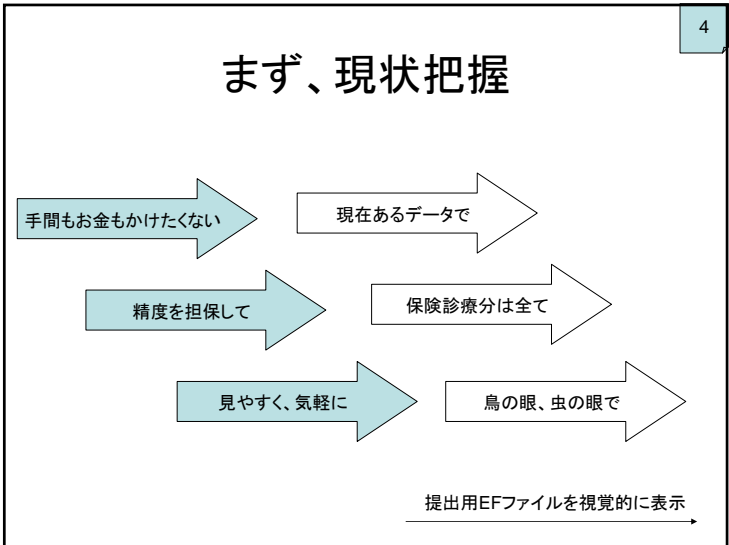 4
まず、現状把握
手間もお金もかけたくない
現在あるデータで
精度を担保して
保険診療分は全て
見やすく、気軽に
鳥の眼、虫の眼で
提出用EFファイルを視覚的に表示